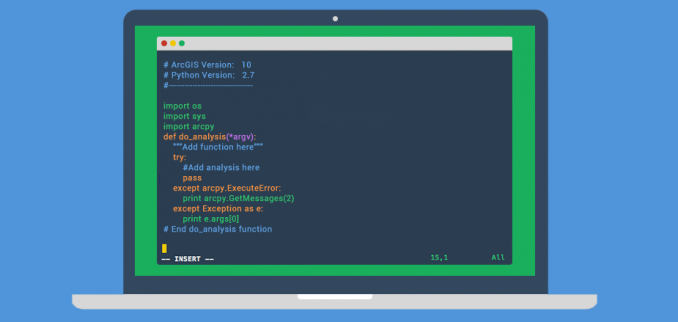 # ArcGIS Version:   10
# Python Version:   2.7
#-----------------------------
import os
import sys
import arcpy
def do_analysis(*argv):
    """Add function here"""
    try:
        #Add analysis here
        pass
    except arcpy.ExecuteError:
        print arcpy.GetMessages(2)
    except Exception as e:
        print e.args[0]
# End do_analysis function
-- INSERT --    15,1    All